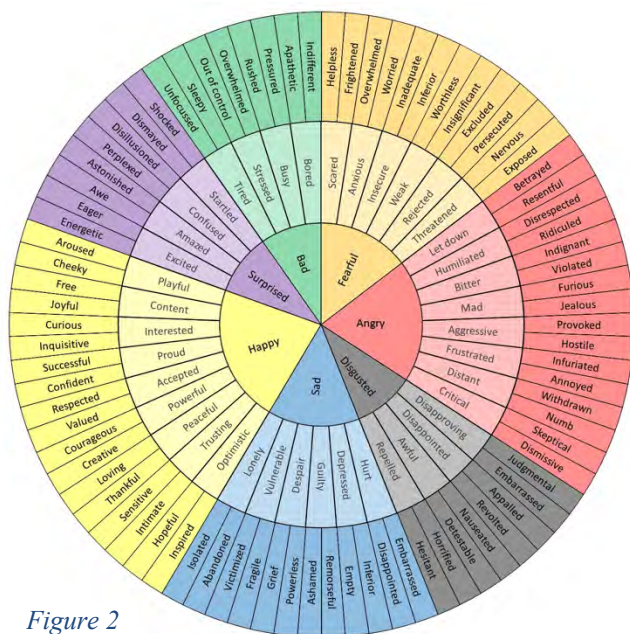 Bad
Fearful
Angry
Disgusted
Sad
Happy
Surprised
Tired
Stressed
Busy
Bored
Scared
Anxious
Insecure
Weak
Rejected
Threatened
Let down
Humiliated
Bitter
Mad
Aggressive
Frustrated
Distant
Critical
Disapproving
Disappointed
Awful
Repelled
Hurt
Depressed
Guilty
Despair
Vulnerable
Lonely
Optimistic
Trusting
Peaceful
Powerful
Accepted
Proud
Interested
Content
Playful
Excited
Amazed
Confused
Startled
Unfocussed
Sleepy
Out of control
Overwhelmed
Rushed
Pressured
Apathetic
Indifferent
Helpless
Frightened
Overwhelmed
Worried
Inadequate
Inferior
Worthless
Insignificant
Excluded
Persecuted
Nervous
Exposed
Betrayed
Resentful
Disrespected
Ridiculed
Indignant
Violated
Furious
Jealous
Provoked
Hostile
Infuriated
Annoyed
Withdrawn
Numb
Skeptical
Dismissive
Judgmental
Embarrassed
Appalled
Revolted
Nauseated
Detestable
Horrified
Hesitant
Embarrassed
Disappointed
Inferior
Empty
Remorseful
Ashamed
Powerless
Grief
Fragile
Victimized
Abandoned
Isolated
Inspired
Hopeful
Intimate
Sensitive
Thankful
Loving
Creative
Courageous
Valued
Respected
Confident
Successful
Inquisitive
Curious
Joyful
Free
Cheeky
Aroused
Energetic
Eager
Awe
Astonished
Perplexed
Disillusioned
Dismayed
Shocked
Figure 2